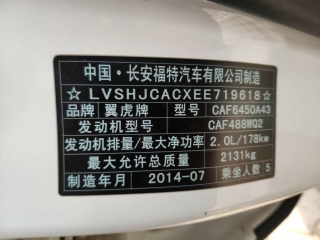 中国·长安福特汽车有限公司制造
☆LVSHJCACXEE719618☆
品牌 翼虎牌 型号 CAF6450A43
发动机型号 CAF488WQ2
发动机排量/最大净功率 2.0L/178kw
最大允许总质量 2131kg
制造年月 2014-07 乘坐人数 5